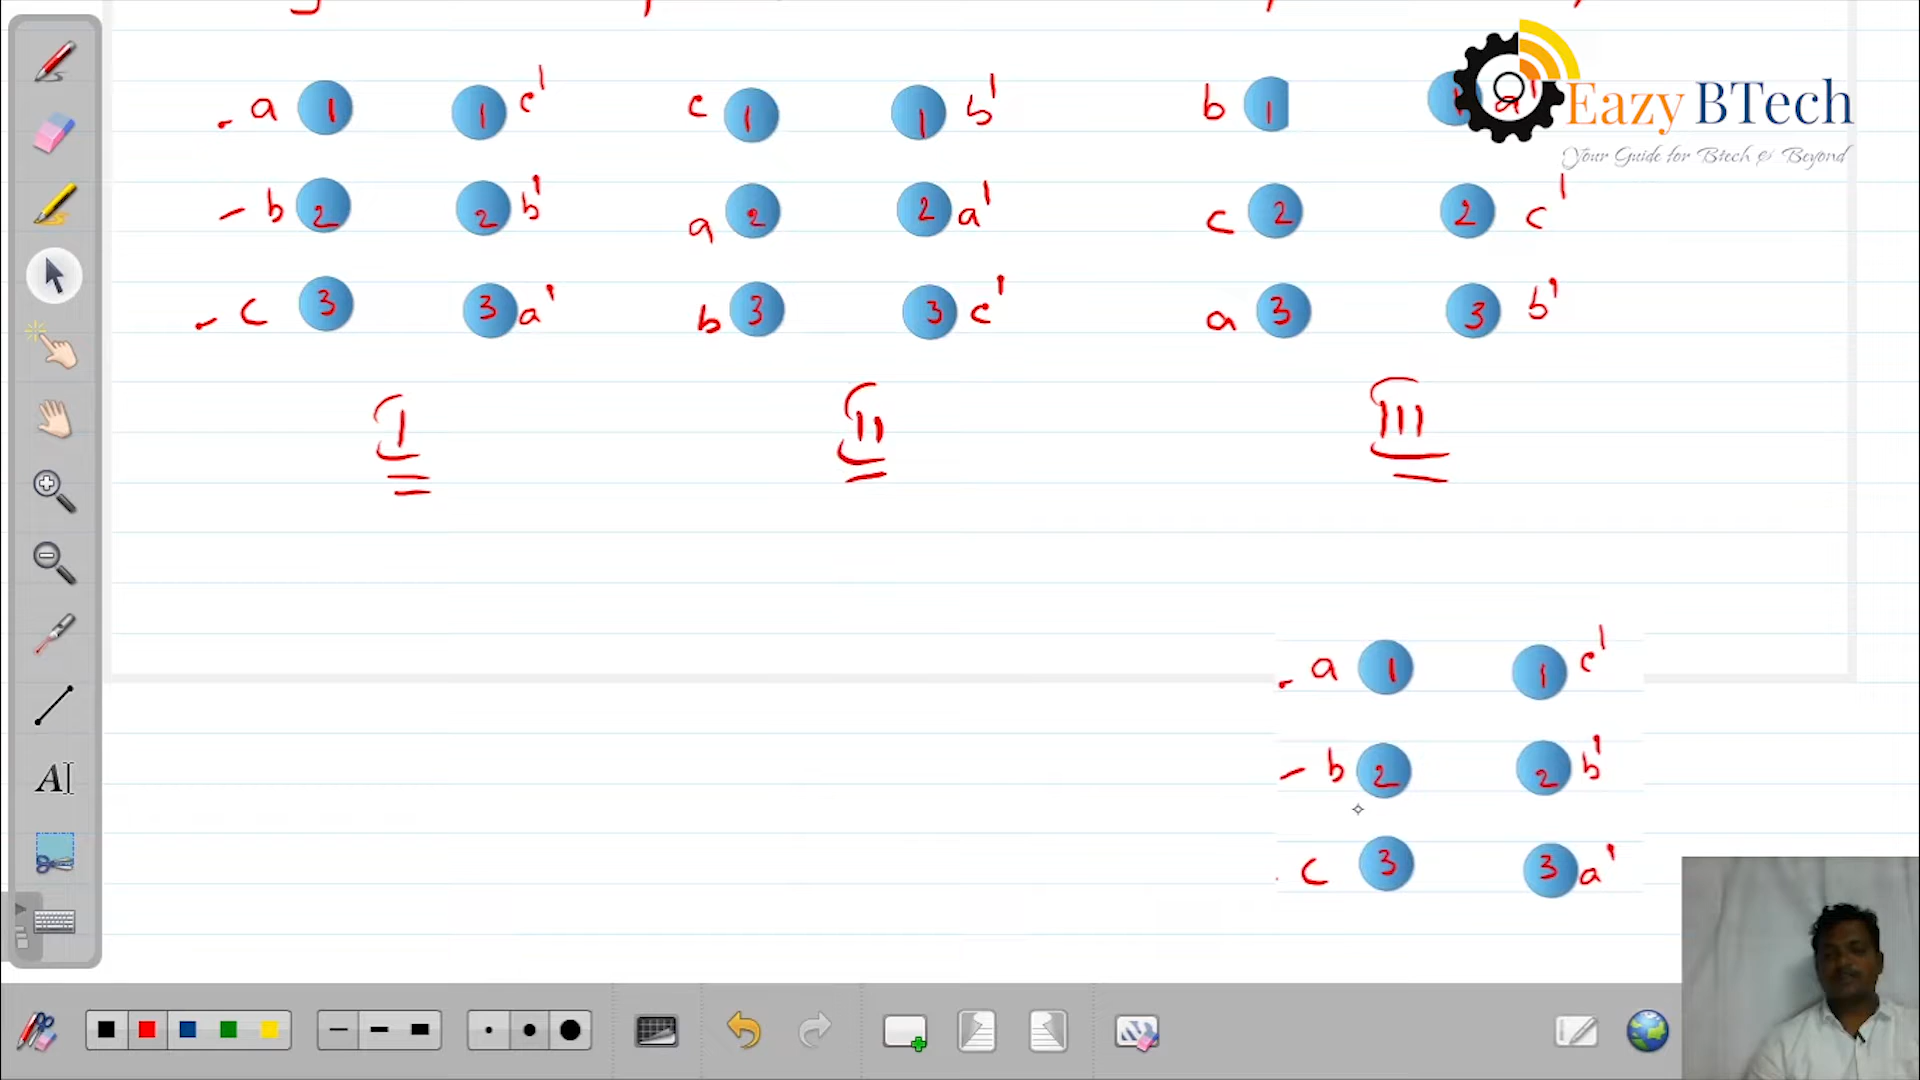 a 1 1 c' c 1 1 b' b 1 1 a'
Eazy BTech
Your Guide for Btech & Beyond
- b 2 2 b' a 2 2 a' c 2 2 c'
- c 3 3 a' b 3 3 c' a 3 3 b'
I II III
a 1 1 c'
- b 2 2 b'
c 3 3 a'
A